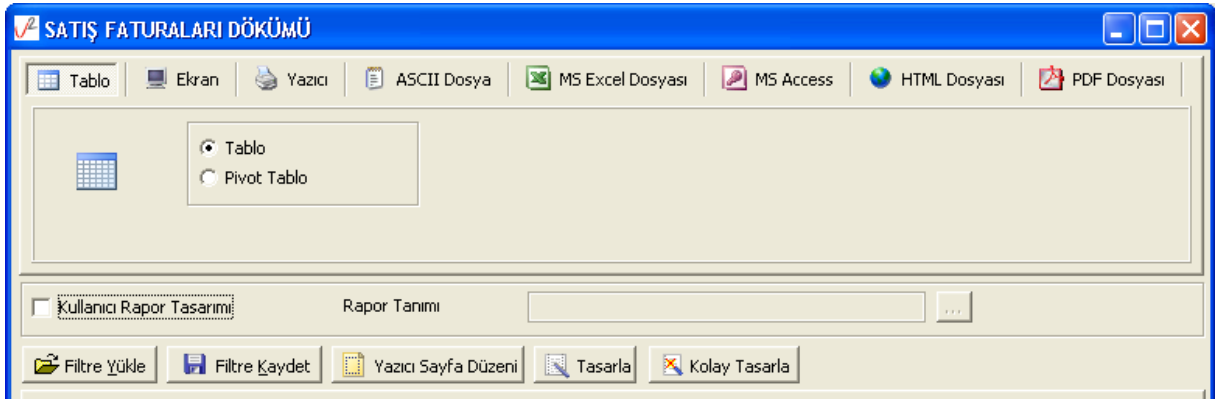 SATIŞ FATURALARI DÖKÜMÜ
Tablo Ekran Yazıcı ASCII Dosya MS Excel Dosyası MS Access HTML Dosyası PDF Dosyası
Tablo
Pivot Tablo
Kullanıcı Rapor Tasarımı Rapor Tanımı ...
Filtre Yükle Filtre Kaydet Yazıcı Sayfa Düzeni Tasarla Kolay Tasarla